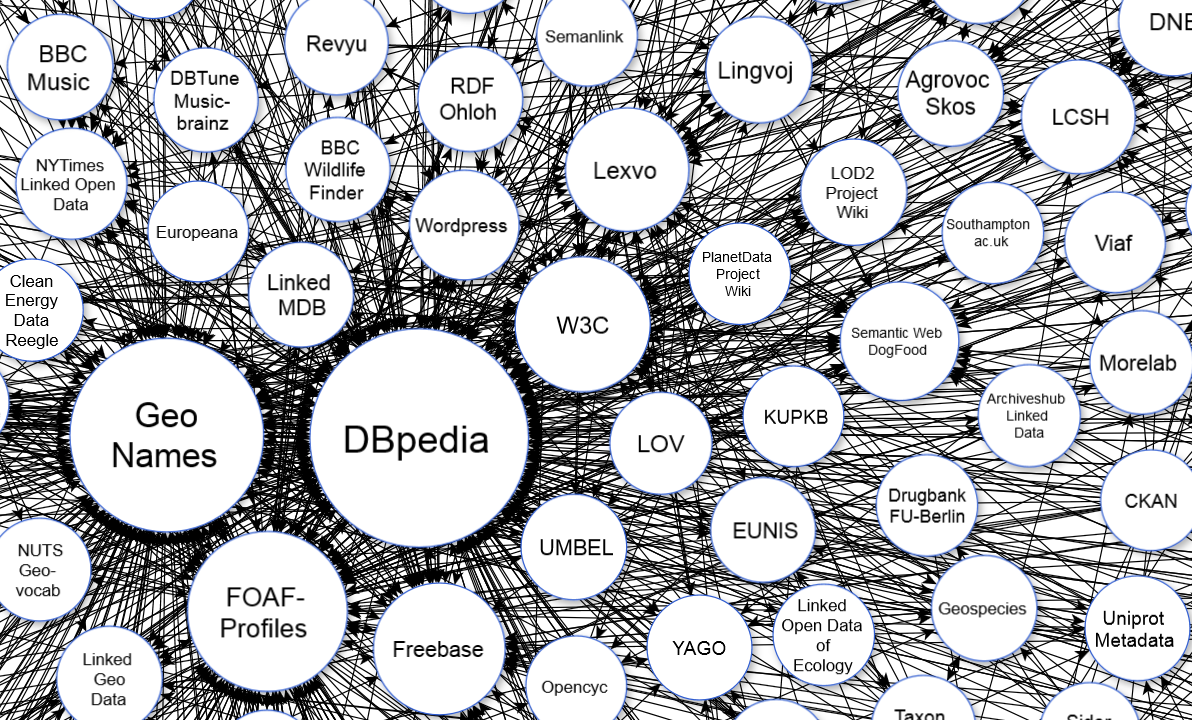 BBC
Music
DBTune
Music-
brainz
Revyu
RDF
Ohloh
Semanlink
Lingvoj
Agrovoc
Skos
LCSH
NYTimes
Linked Open
Data
Europeana
BBC
Wildlife
Finder
Wordpress
Lexvo
LOD2
Project
Wiki
Southampton
ac.uk
Viaf
Clean
Energy
Data
Reegle
Linked
MDB
W3C
PlanetData
Project
Wiki
Semantic Web
DogFood
Morelab
Geo
Names
DBpedia
LOV
KUPKB
Archiveshub
Linked
Data
NUTS
Geo-
vocab
UMBEL
EUNIS
Drugbank
FU-Berlin
CKAN
FOAF-
Profiles
Freebase
YAGO
Linked
Open Data
of
Ecology
Geospecies
Uniprot
Metadata
Linked
Geo
Data
Opencyc
Taxon